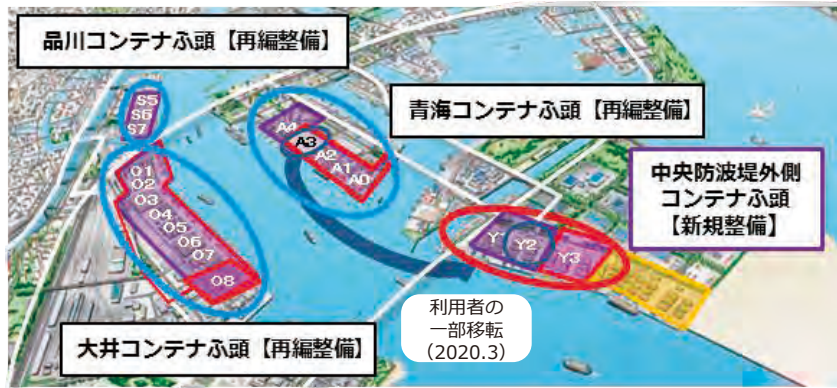 品川コンテナふ頭【再編整備】
S5
S6
S7
A4
A3
A2
A1
A0
青海コンテナふ頭【再編整備】
中央防波堤外側
コンテナふ頭
【新規整備】
O1
O2
O3
O4
O5
O6
O7
O8
Y1
Y2
Y3
利用者の
一部移転
（2020.3）
大井コンテナふ頭【再編整備】